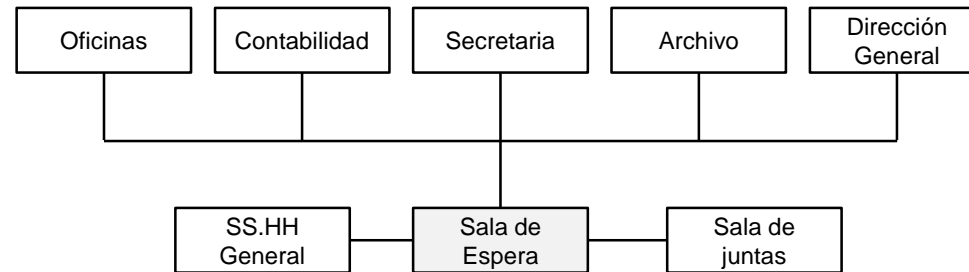 Oficinas
Contabilidad
Secretaria
Archivo
Dirección
General
SS.HH
General
Sala de
Espera
Sala de
juntas